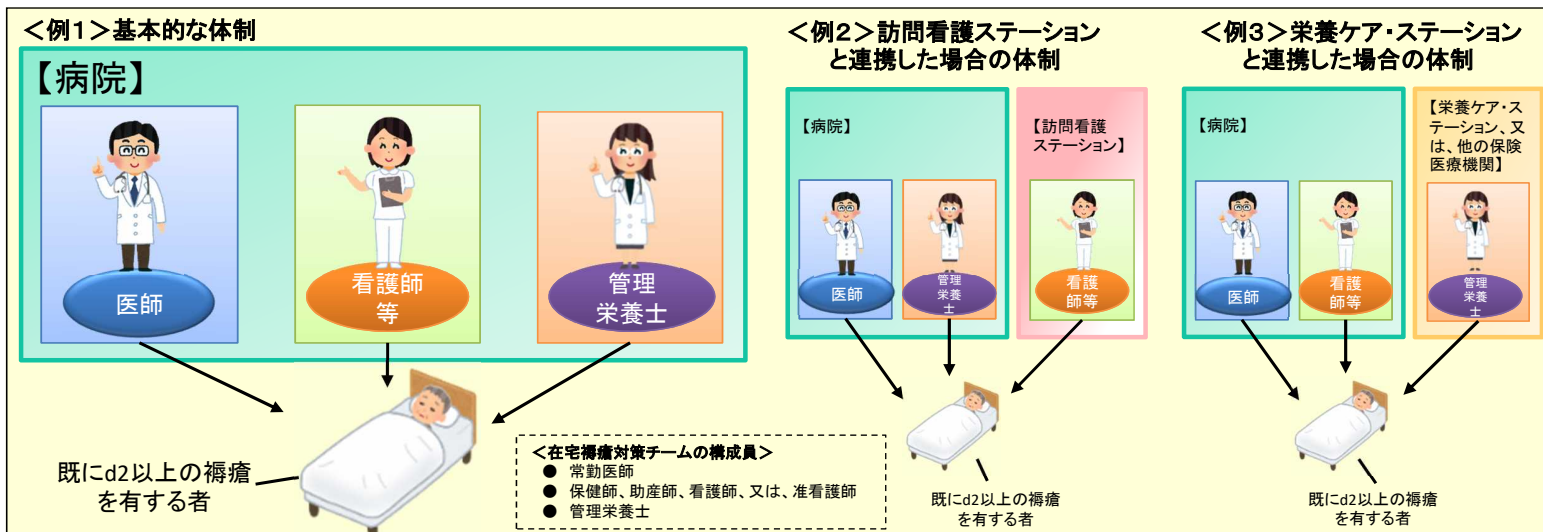 ＜例１＞基本的な体制
【病院】
医師
看護師
等
管理
栄養士
既にd2以上の褥瘡
を有する者
＜在宅褥瘡対策チームの構成員＞
● 常勤医師
● 保健師、助産師、看護師、又は、准看護師
● 管理栄養士
＜例２＞訪問看護ステーション
と連携した場合の体制
【病院】
【訪問看護
ステーション】
医師
管理
栄養
士
看護
師等
既にd2以上の褥瘡
を有する者
＜例３＞栄養ケア・ステーション
と連携した場合の体制
【病院】
【栄養ケア・ス
テーション、又
は、他の保険
医療機関】
医師
看護
師等
管理
栄養
士
既にd2以上の褥瘡
を有する者